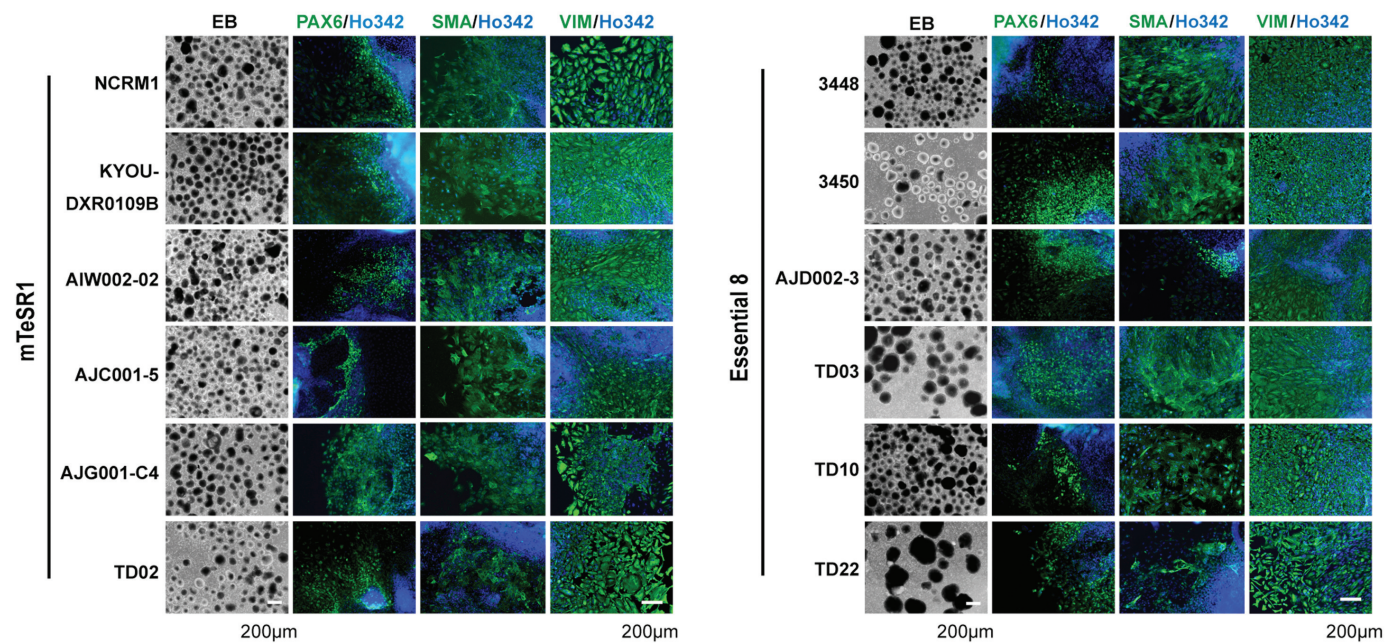 EB PAX6/Ho342 SMA/Ho342 VIM/Ho342
mTeSR1
NCRM1
KYOU-
DXR0109B
AIW002-02
AJC001-5
AJG001-C4
TD02
200µm 200µm
EB PAX6/Ho342 SMA/Ho342 VIM/Ho342
Essential 8
3448
3450
AJD002-3
TD03
TD10
TD22
200µm 200µm